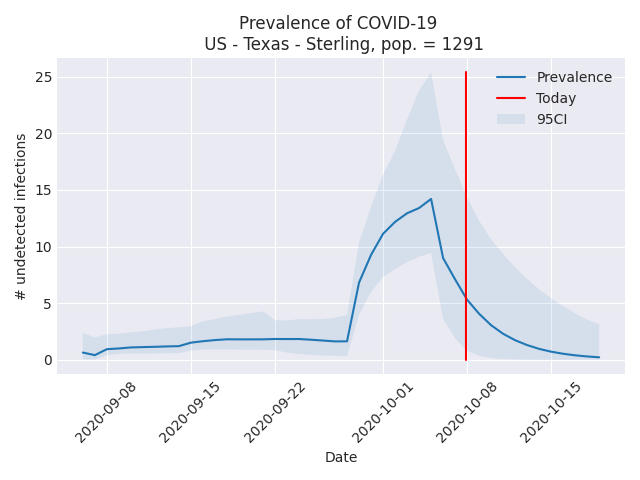 Prevalence of COVID-19
US - Texas - Sterling, pop. = 1291
# undetected infections
25
20
15
10
5
0
Prevalence
Today
95CI
2020-09-08
2020-09-15
2020-09-22
2020-10-01
2020-10-08
2020-10-15
Date